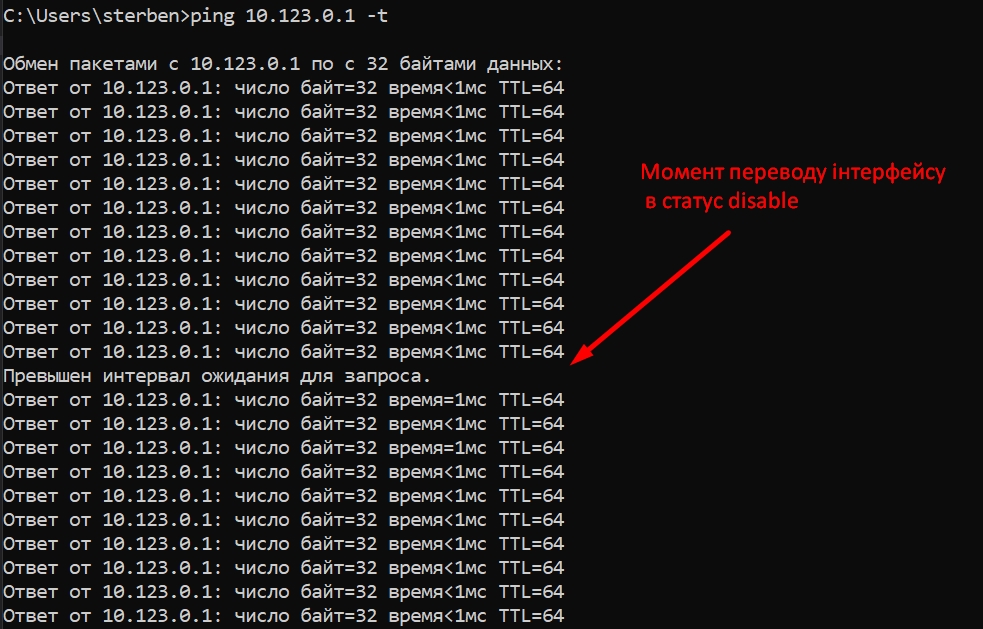 C:\Users\sterben>ping 10.123.0.1 -t
Обмен пакетами с 10.123.0.1 по с 32 байтами данных:
Ответ от 10.123.0.1: число байт=32 время<1мс TTL=64
Ответ от 10.123.0.1: число байт=32 время<1мс TTL=64
Ответ от 10.123.0.1: число байт=32 время<1мс TTL=64
Ответ от 10.123.0.1: число байт=32 время<1мс TTL=64
Ответ от 10.123.0.1: число байт=32 время<1мс TTL=64
Ответ от 10.123.0.1: число байт=32 время<1мс TTL=64
Ответ от 10.123.0.1: число байт=32 время<1мс TTL=64
Ответ от 10.123.0.1: число байт=32 время<1мс TTL=64
Ответ от 10.123.0.1: число байт=32 время<1мс TTL=64
Ответ от 10.123.0.1: число байт=32 время<1мс TTL=64
Ответ от 10.123.0.1: число байт=32 время<1мс TTL=64
Ответ от 10.123.0.1: число байт=32 время<1мс TTL=64
Превышен интервал ожидания для запроса.
Ответ от 10.123.0.1: число байт=32 время=1мс TTL=64
Ответ от 10.123.0.1: число байт=32 время<1мс TTL=64
Ответ от 10.123.0.1: число байт=32 время=1мс TTL=64
Ответ от 10.123.0.1: число байт=32 время<1мс TTL=64
Ответ от 10.123.0.1: число байт=32 время<1мс TTL=64
Ответ от 10.123.0.1: число байт=32 время<1мс TTL=64
Ответ от 10.123.0.1: число байт=32 время<1мс TTL=64
Ответ от 10.123.0.1: число байт=32 время<1мс TTL=64
Ответ от 10.123.0.1: число байт=32 время<1мс TTL=64
Ответ от 10.123.0.1: число байт=32 время<1мс TTL=64
Момент переводу інтерфейсу
в статус disable